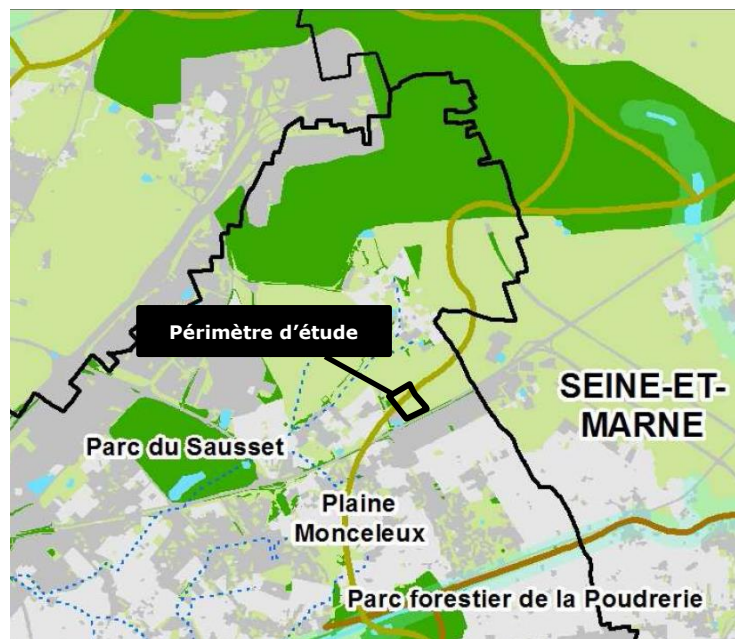 Périmètre d'étude
SEINE-ET-
MARNE
Parc du Sausset
Plaine
Monceleux
Parc forestier de la Poudrerie